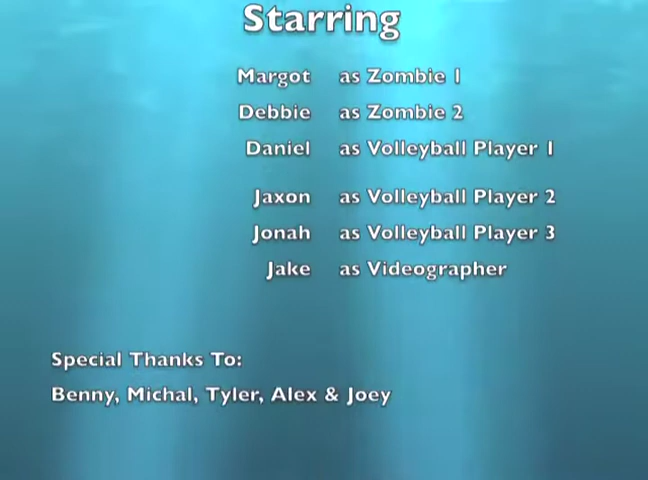 Starring
Margot as Zombie 1
Debbie as Zombie 2
Daniel as Volleyball Player 1
Jaxon as Volleyball Player 2
Jonah as Volleyball Player 3
Jake as Videographer
Special Thanks To:
Benny, Michal, Tyler, Alex & Joey